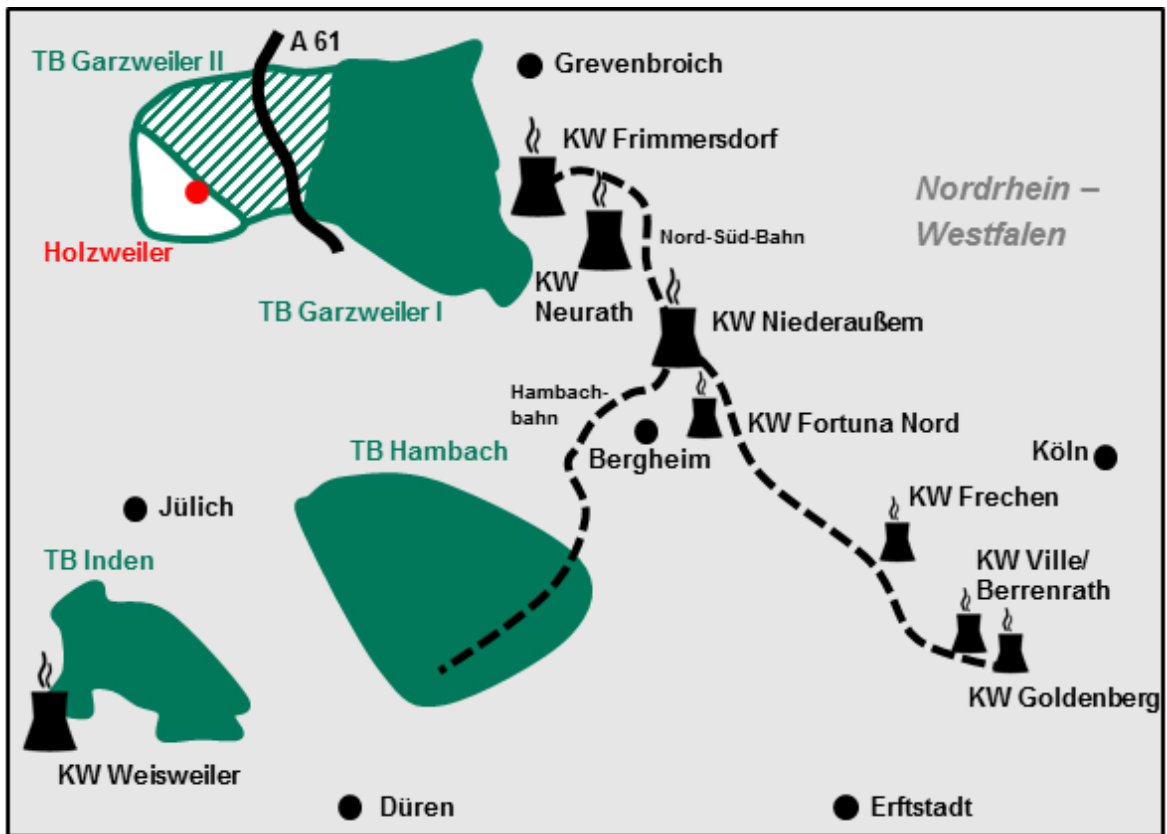 A 61
TB Garzweiler II
Grevenbroich
KW Frimmersdorf
Nordrhein –
Westfalen
Holzweiler
Nord-Süd-Bahn
KW
Neurath
TB Garzweiler I
KW Niederaußem
Hambach-
bahn
KW Fortuna Nord
TB Hambach
Bergheim
Köln
KW Frechen
Jülich
TB Inden
KW Ville/
Berrenrath
KW Goldenberg
KW Weisweiler
Düren
Erftstadt